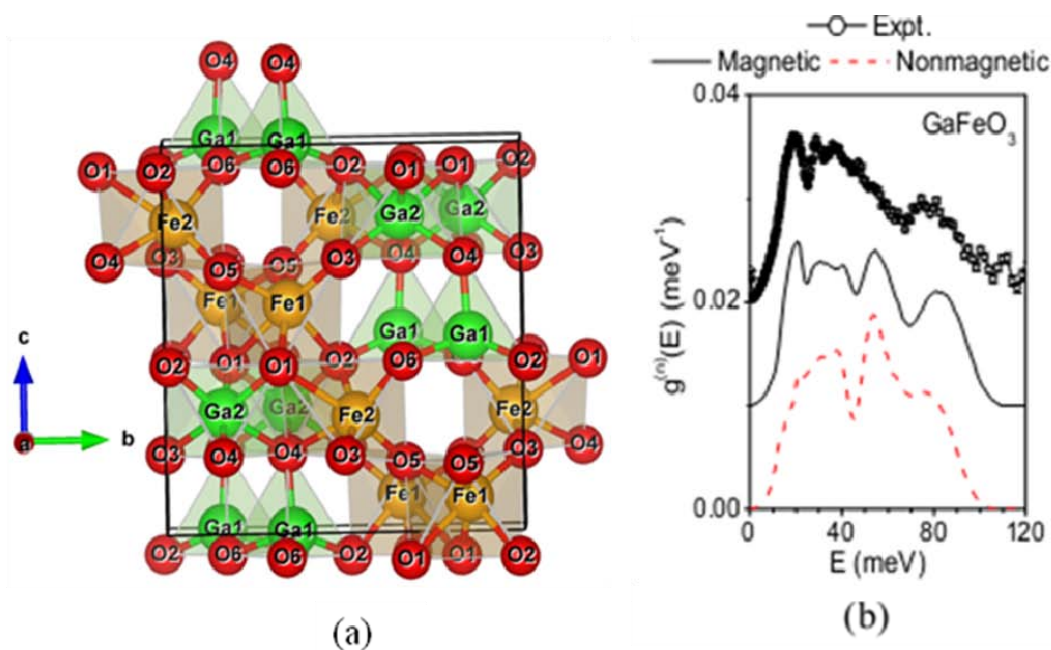 O4 O4
Ga1 Ga1
O1 O2 O6 O6 O2 O1 O1 O2
Fe2 Fe2 Ga2 Ga2
O4 O3 O5 O5 O3 O4 O4 O3
Fe1 Fe1 Ga1 Ga1
O2 O1 O1 O2 O6 O2 O1
Ga2 Ga2 Fe2 Fe2
O3 O4 O4 O3 O5 O5 O4
Ga1 Ga1 Fe1 Fe1
O2 O6 O6 O2 O1 O1 O2
c
a b
(a)
Expt.
Magnetic Nonmagnetic
GaFeO3
0.04
0.02
0.00
g(n)(E) (meV-1)
0 40 80 120
E (meV)
(b)